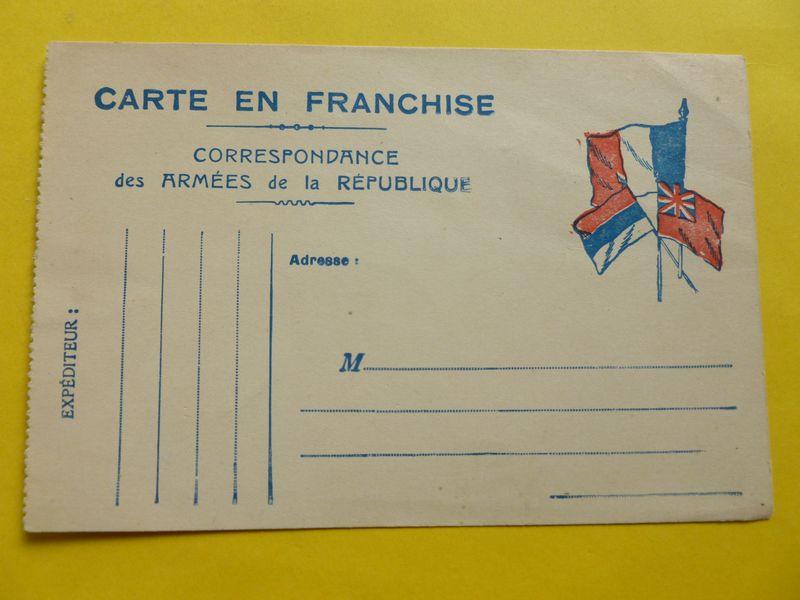 CARTE EN FRANCHISE
CORRESPONDANCE
des ARMÉES de la RÉPUBLIQUE
Adresse :
M
EXPÉDITEUR :